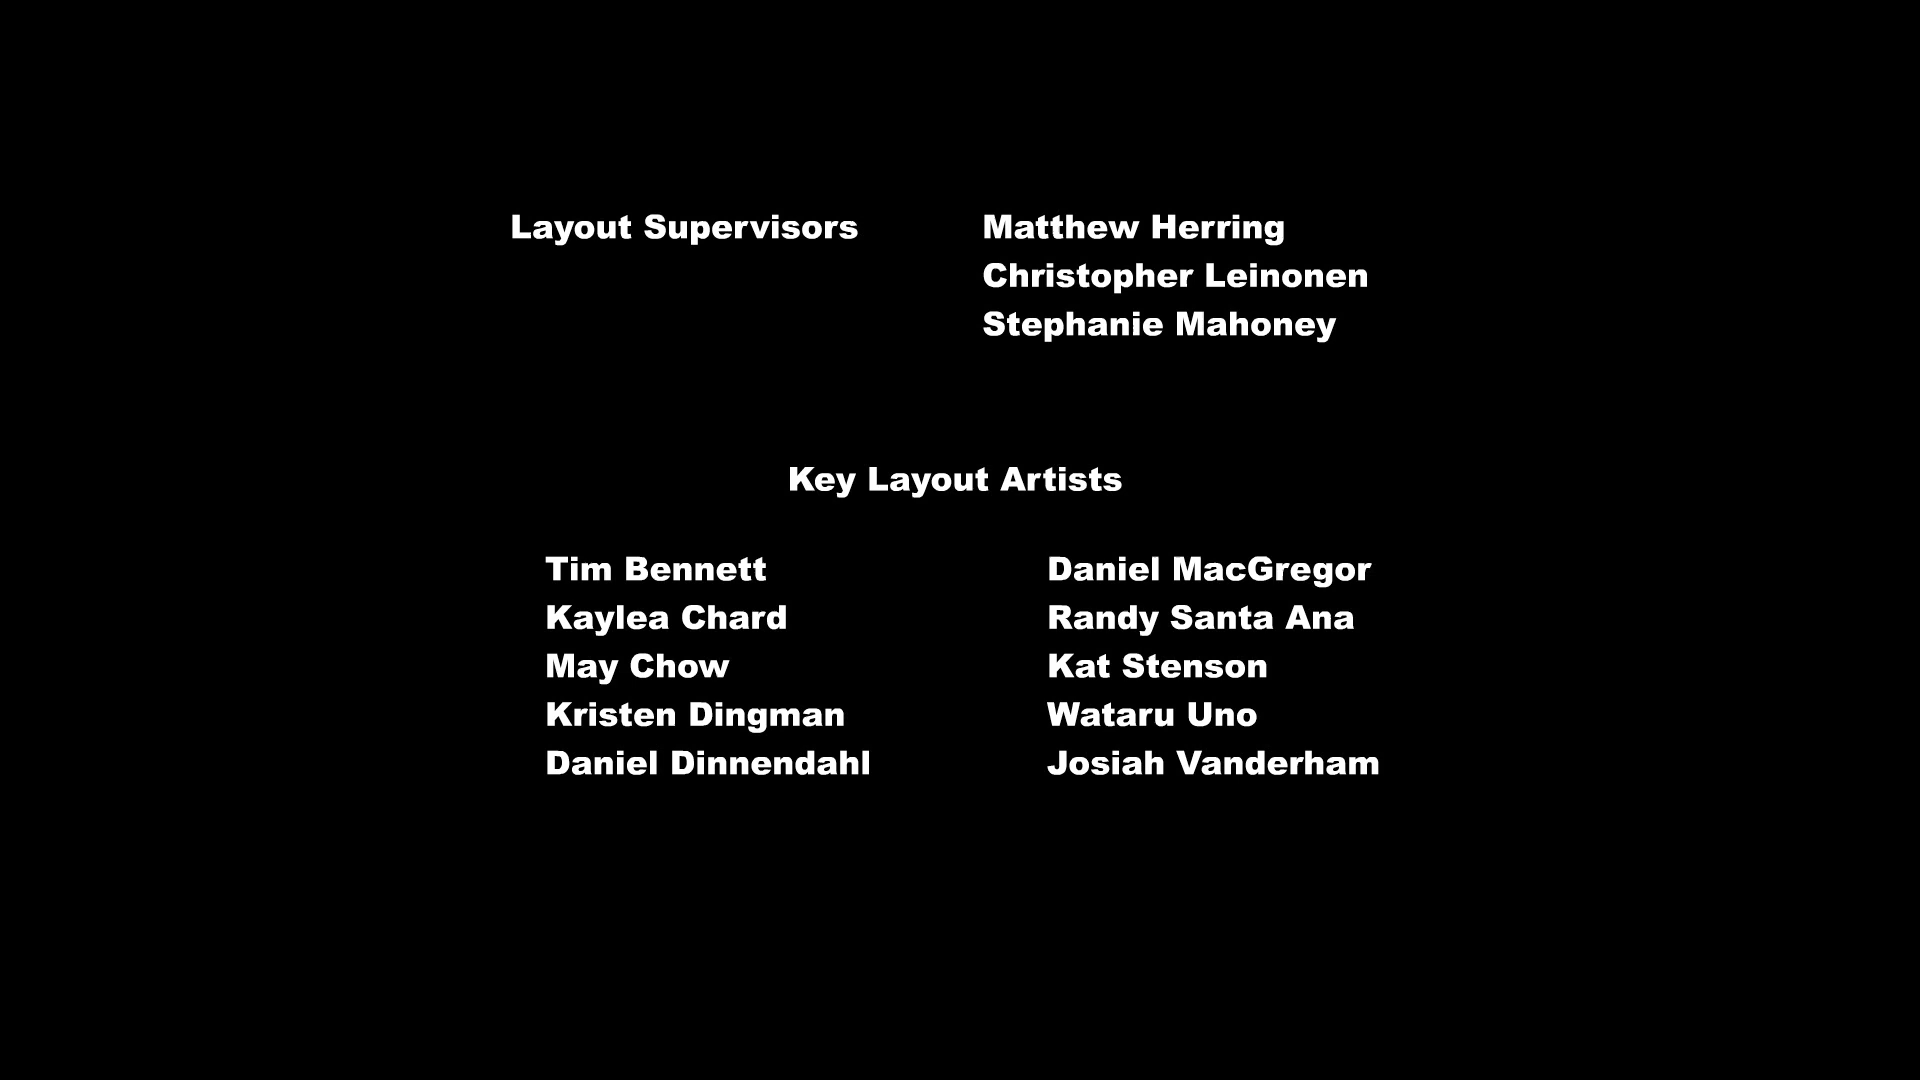 Layout Supervisors
Matthew Herring
Christopher Leinonen
Stephanie Mahoney
Key Layout Artists
Tim Bennett
Kaylea Chard
May Chow
Kristen Dingman
Daniel Dinnendahl
Daniel MacGregor
Randy Santa Ana
Kat Stenson
Wataru Uno
Josiah Vanderham